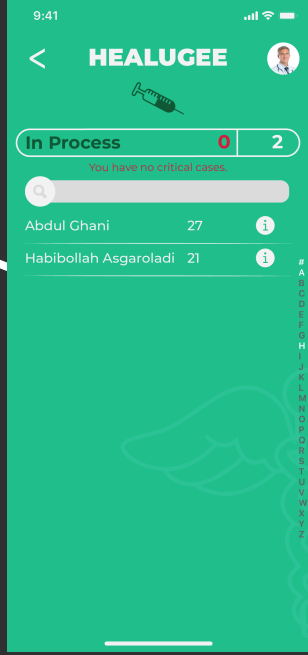 9:41
< HEALUGEE
In Process 0 2
You have no critical cases.
Abdul Ghani 27 i
Habibollah Asgaroladi 21 i
#
A
B
C
D
E
F
G
H
I
J
K
L
M
N
O
P
Q
R
S
T
U
V
W
X
Y
Z